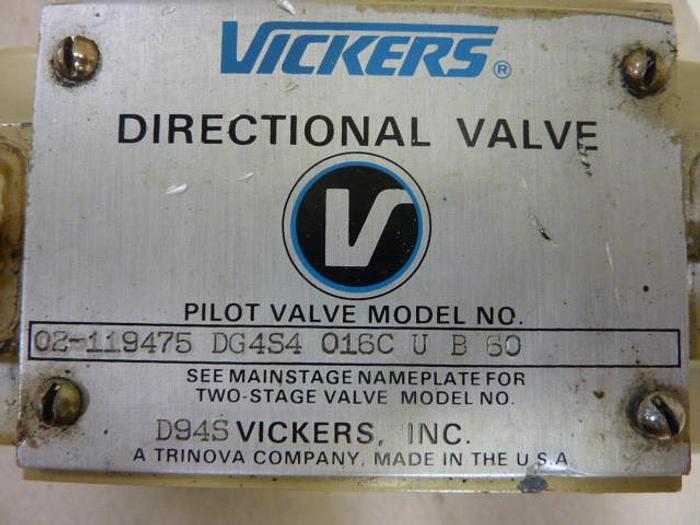 VICKERS®
DIRECTIONAL VALVE
V
PILOT VALVE MODEL NO.
02-119475 DG4S4 016C U B 60
SEE MAINSTAGE NAMEPLATE FOR
TWO-STAGE VALVE MODEL NO.
D94S VICKERS, INC.
A TRINOVA COMPANY, MADE IN THE U.S.A.